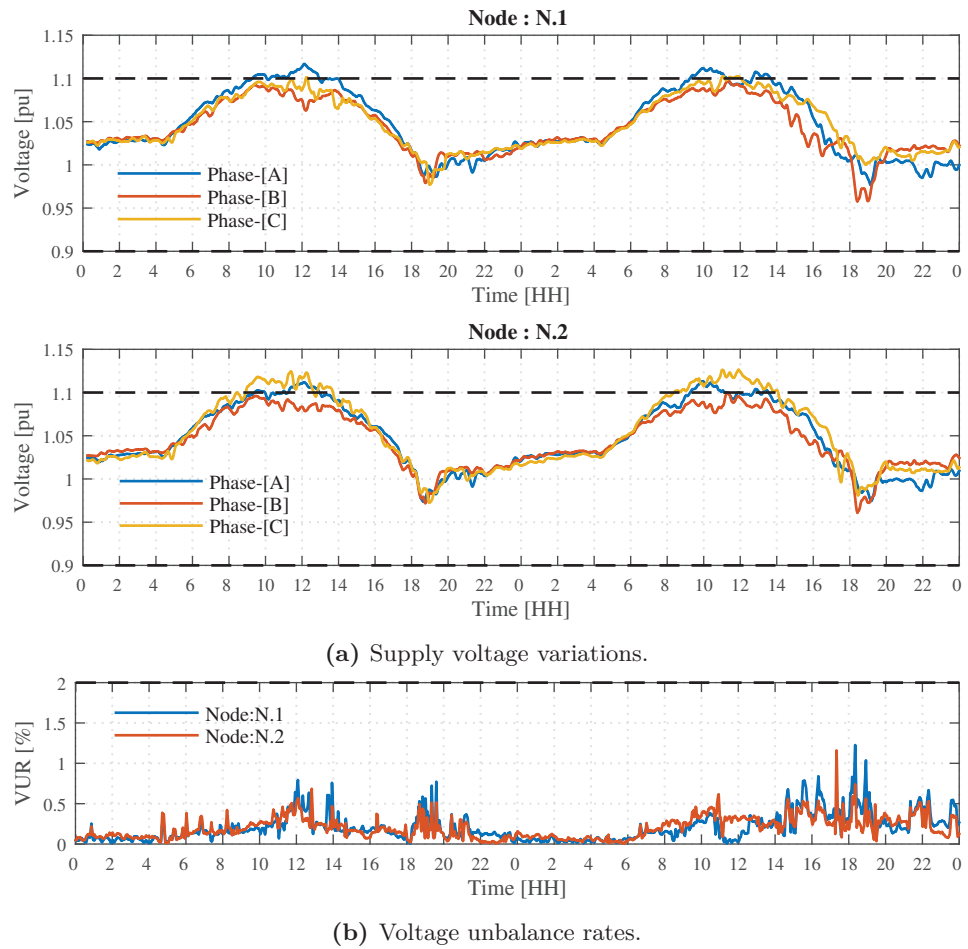 Node : N.1
1.15
1.1
1.05
1
0.95
0.9
Voltage [pu]
Phase-[A]
Phase-[B]
Phase-[C]
0 2 4 6 8 10 12 14 16 18 20 22 0 2 4 6 8 10 12 14 16 18 20 22 0
Time [HH]
Node : N.2
1.15
1.1
1.05
1
0.95
0.9
Voltage [pu]
Phase-[A]
Phase-[B]
Phase-[C]
0 2 4 6 8 10 12 14 16 18 20 22 0 2 4 6 8 10 12 14 16 18 20 22 0
Time [HH]
(a) Supply voltage variations.
2
1.5
1
0.5
0
VUR [%]
Node:N.1
Node:N.2
0 2 4 6 8 10 12 14 16 18 20 22 0 2 4 6 8 10 12 14 16 18 20 22 0
Time [HH]
(b) Voltage unbalance rates.